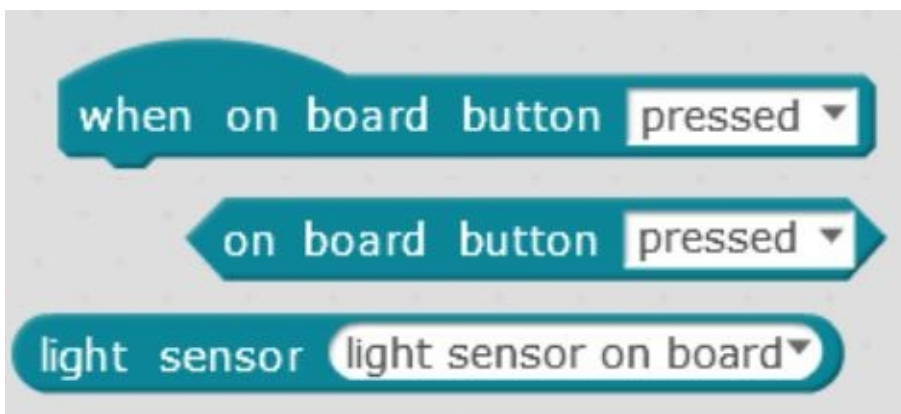 when on board button pressed
on board button pressed
light sensor light sensor on board